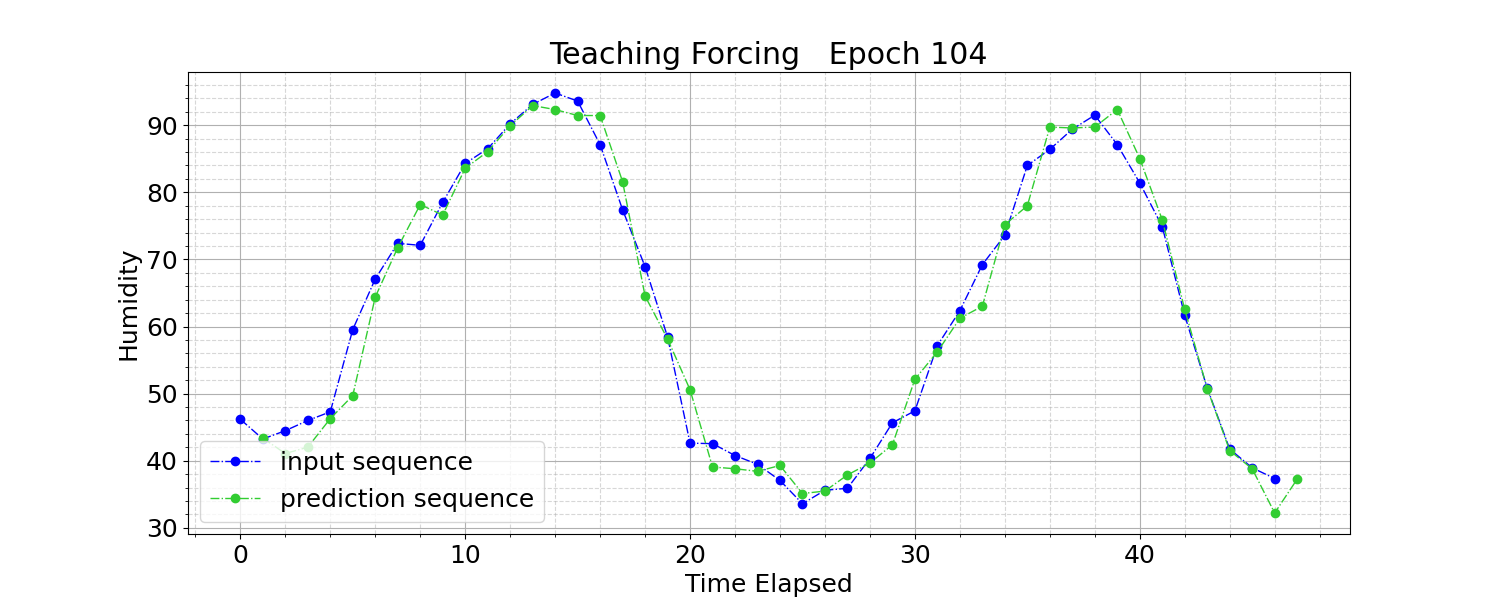 Teaching Forcing   Epoch 104
Humidity
90
80
70
60
50
40
30
input sequence
prediction sequence
0 10 20 30 40
Time Elapsed